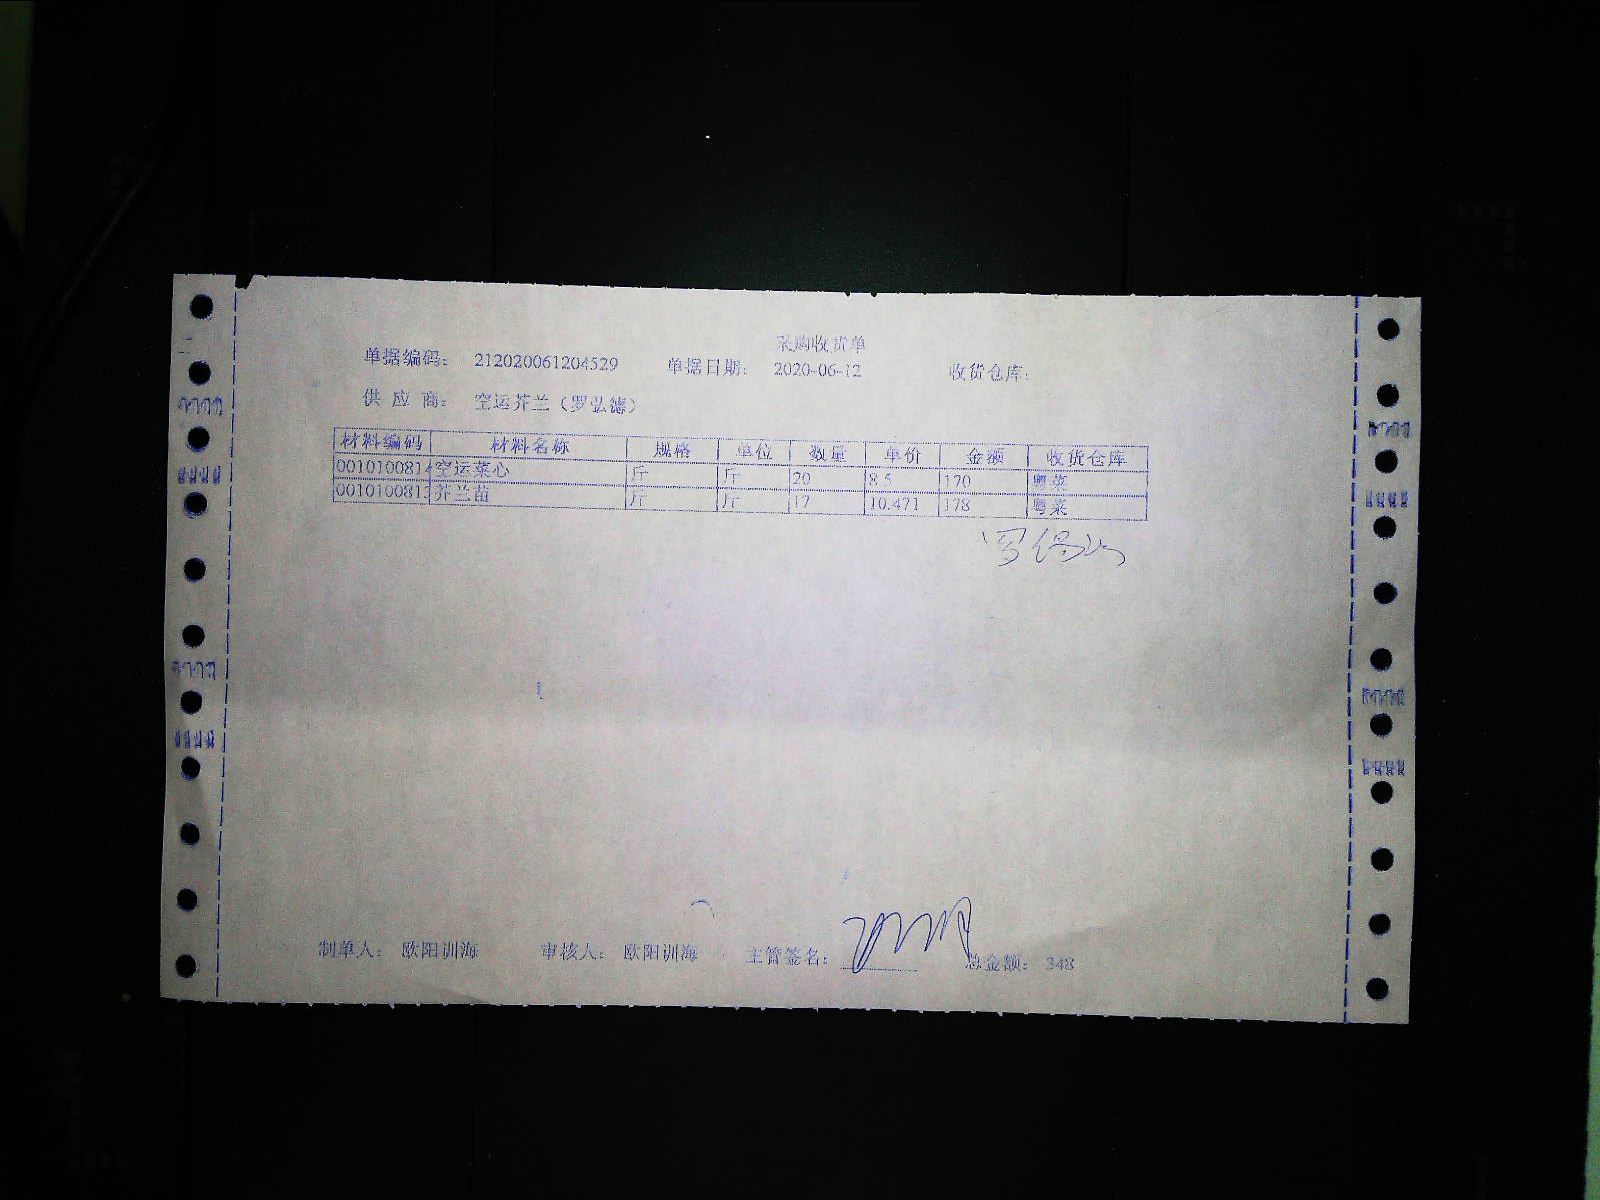 采购收货单
单据编码: 212020061204529 单据日期: 2020-06-12 收货仓库:
供 应 商: 空运芥兰(罗弘德)
材料编码 材料名称 规格 单位 数量 单价 金额 收货仓库
0010100814 空运菜心 斤 斤 20 8.5 170 粤菜
001010081 芥兰苗 斤 斤 17 10.471 178 粤菜
制单人: 欧阳训海 审核人: 欧阳训海 主管签名: 总金额: 348